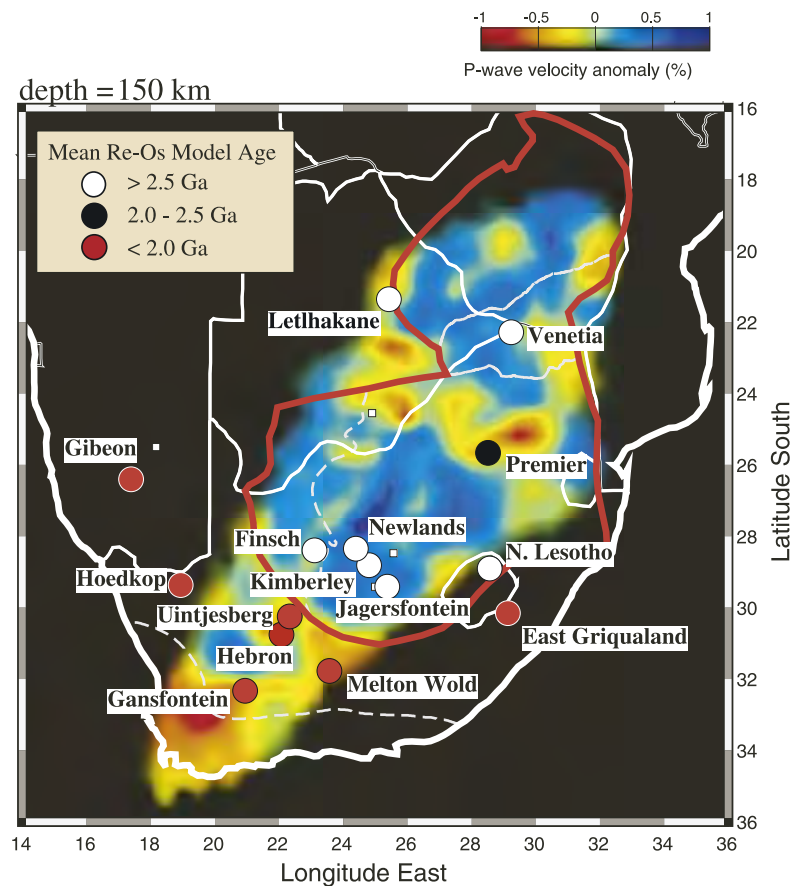 -1 -0.5 0 0.5 1
P-wave velocity anomaly (%)
depth = 150 km
Mean Re-Os Model Age
> 2.5 Ga
2.0 - 2.5 Ga
< 2.0 Ga
Letlhakane
Venetia
Gibeon
Premier
Finsch
Newlands
N. Lesotho
Hoedkop
Kimberley
Jagersfontein
Uintjesberg
East Griqualand
Hebron
Melton Wold
Gansfontein
16
18
20
22
24
26
28
30
32
34
36
Latitude South
14 16 18 20 22 24 26 28 30 32 34 36
Longitude East